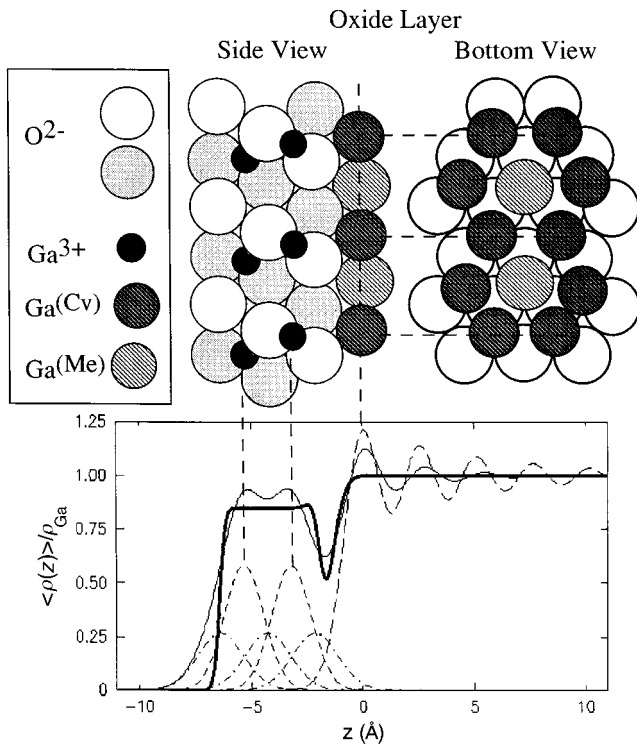 Oxide Layer
Side View
Bottom View
O2-
Ga3+
Ga(Cv)
Ga(Me)
1.25
1.00
0.75
0.50
0.25
0
<ρ(z)>/ρGa
−10
−5
0
5
10
z (Å)